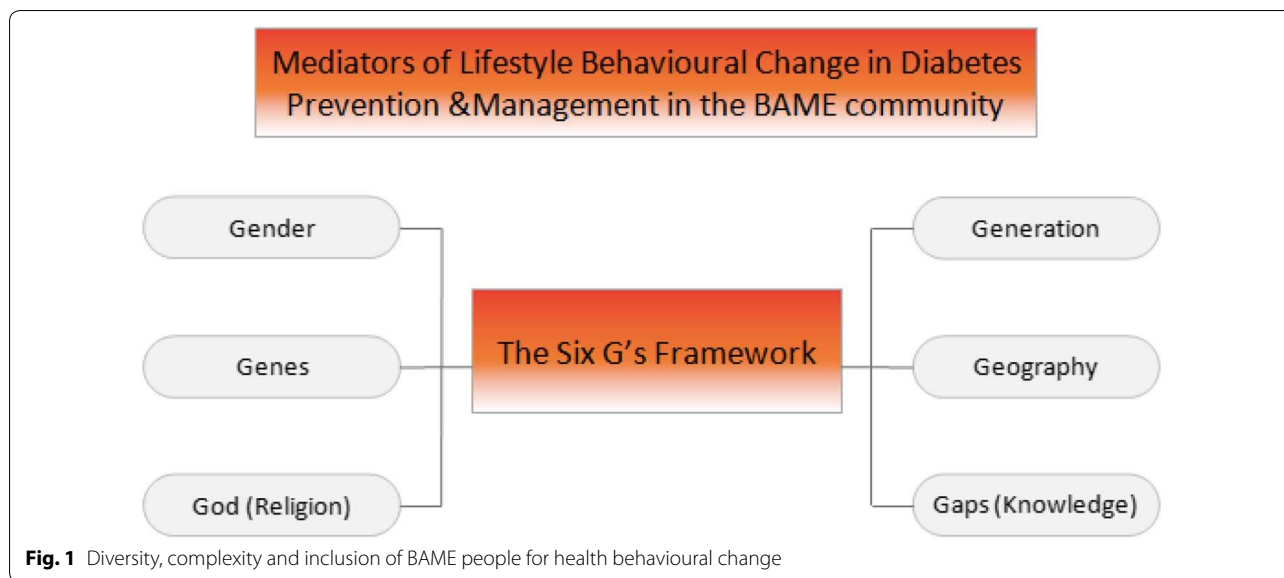 Mediators of Lifestyle Behavioural Change in Diabetes
Prevention &Management in the BAME community
Gender
Generation
Genes
The Six G's Framework
Geography
God (Religion)
Gaps (Knowledge)
Fig. 1 Diversity, complexity and inclusion of BAME people for health behavioural change